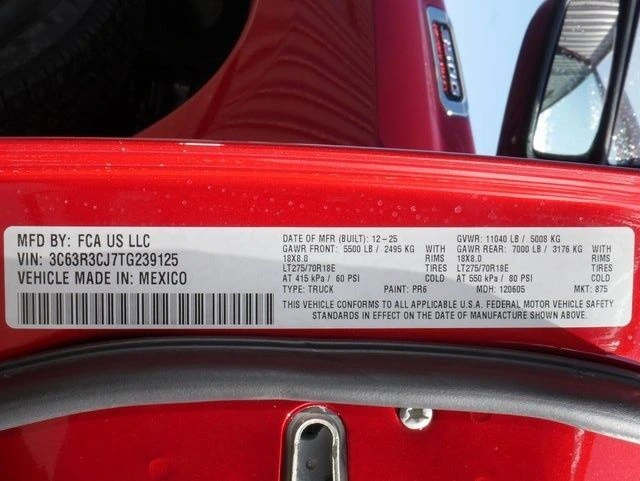 MFD BY: FCA US LLC
VIN: 3C63R3CJ7TG239125
VEHICLE MADE IN: MEXICO
DATE OF MFR (BUILT): 12-25
GAWR FRONT: 5500 LB / 2495 KG WITH
18X8.0 RIMS
LT275/70R18E TIRES
AT 415 kPa / 60 PSI COLD
TYPE: TRUCK PAINT: PR6
GVWR: 11040 LB / 5008 KG
GAWR REAR: 7000 LB / 3176 KG WITH
18X8.0 RIMS
LT275/70R18E TIRES
AT 550 kPa / 80 PSI COLD
MDH: 120605 MKT: 875
THIS VEHICLE CONFORMS TO ALL APPLICABLE U.S.A. FEDERAL MOTOR VEHICLE SAFETY
STANDARDS IN EFFECT ON THE DATE OF MANUFACTURE SHOWN ABOVE.